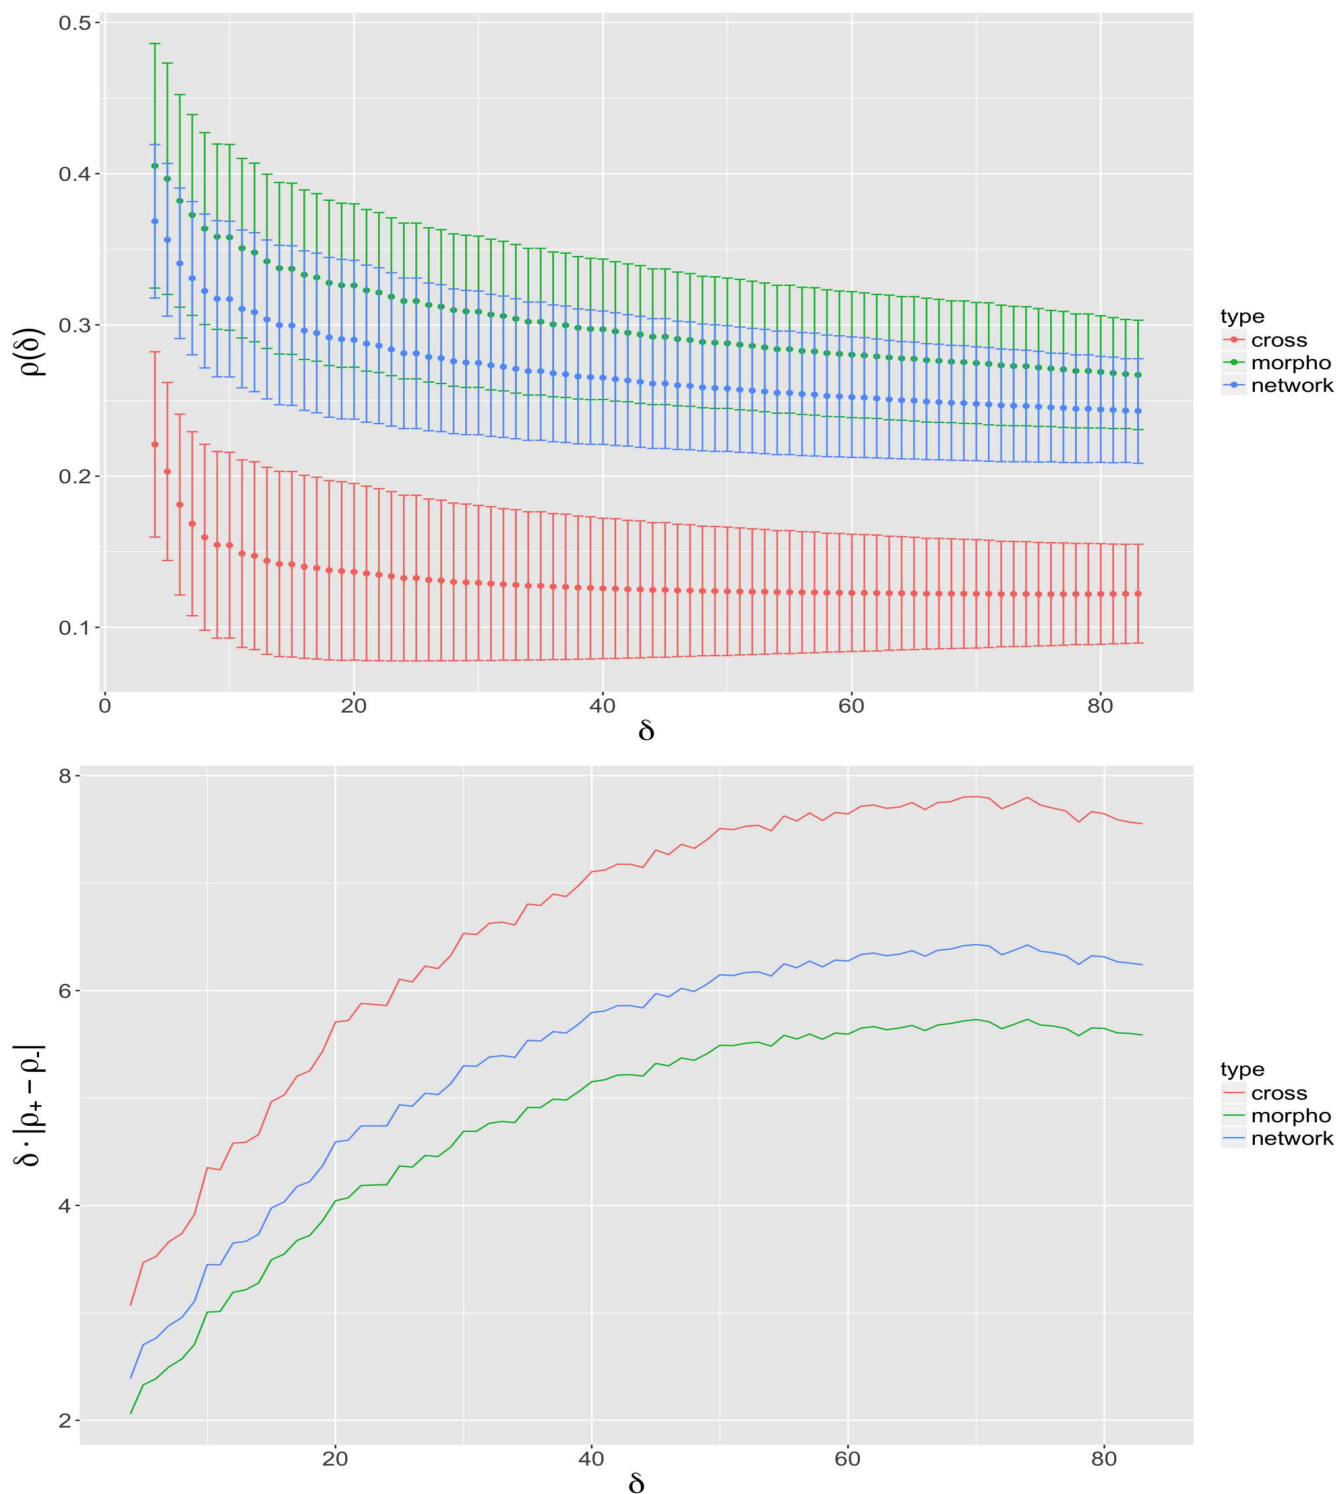 0.5
0.4
0.3
0.2
0.1
ρ(δ)
0 20 40 60 80
δ
type
cross
morpho
network
8
6
4
2
δ · |ρ₊ − ρ₋|
20 40 60 80
δ
type
cross
morpho
network